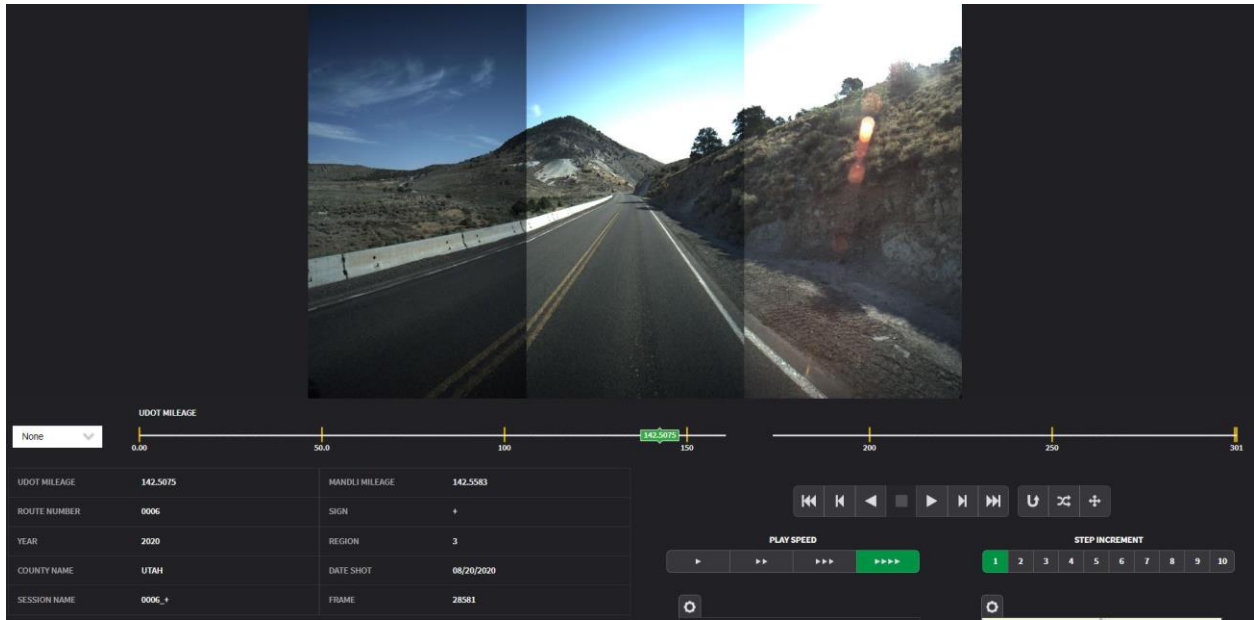 UDOT MILEAGE
None
142.5075
0.00 50.0 100 150 200 250 301
UDOT MILEAGE 142.5075 MANDLI MILEAGE 142.5583
ROUTE NUMBER 0006 SIGN +
YEAR 2020 REGION 3
COUNTY NAME UTAH DATE SHOT 08/20/2020
SESSION NAME 0006_+ FRAME 28581
PLAY SPEED
STEP INCREMENT
1 2 3 4 5 6 7 8 9 10